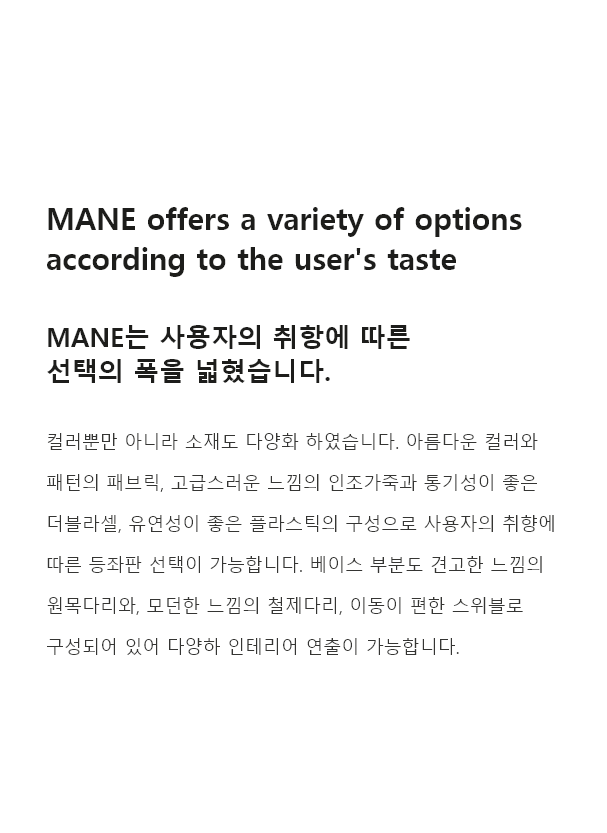 MANE offers a variety of options
according to the user's taste
MANE는 사용자의 취항에 따른
선택의 폭을 넓혔습니다.
컬러뿐만 아니라 소재도 다양화 하였습니다. 아름다운 컬러와
패턴의 패브릭, 고급스러운 느낌의 인조가죽과 통기성이 좋은
더블라셀, 유연성이 좋은 플라스틱의 구성으로 사용자의 취향에
따른 등좌판 선택이 가능합니다. 베이스 부분도 견고한 느낌의
원목다리와, 모던한 느낌의 철제다리, 이동이 편한 스위블로
구성되어 있어 다양하 인테리어 연출이 가능합니다.